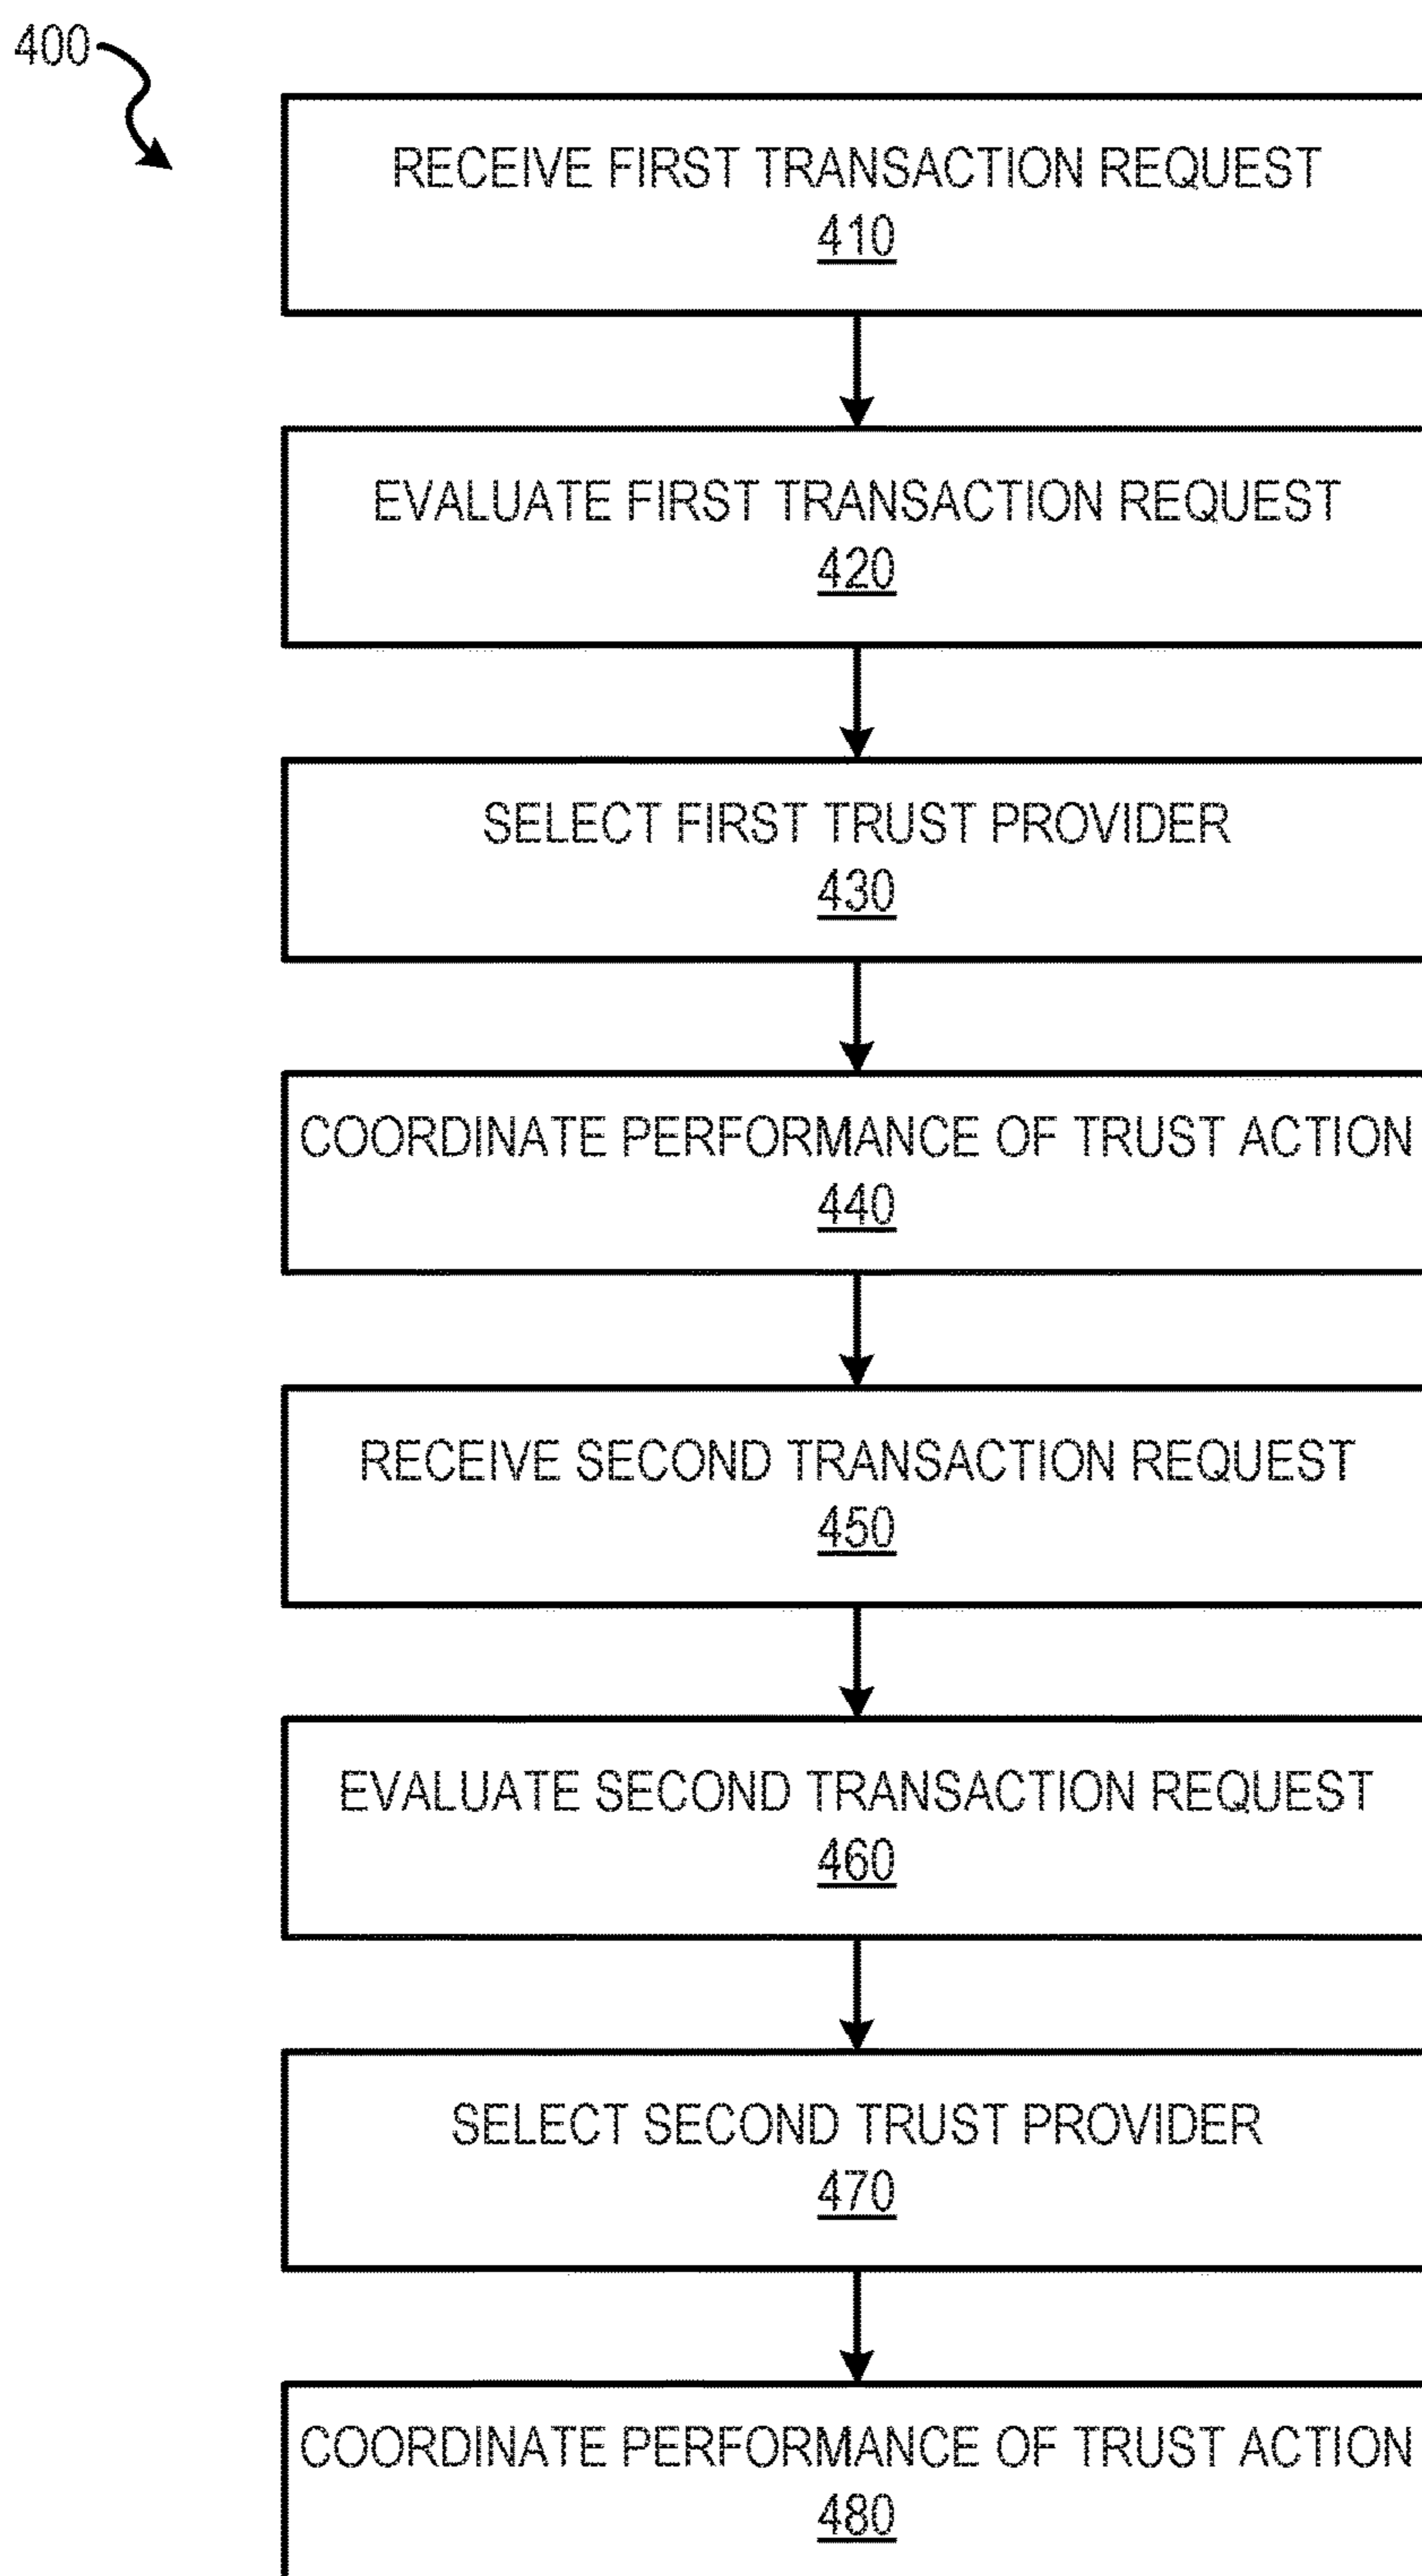 400
RECEIVE FIRST TRANSACTION REQUEST
410
EVALUATE FIRST TRANSACTION REQUEST
420
SELECT FIRST TRUST PROVIDER
430
COORDINATE PERFORMANCE OF TRUST ACTION
440
RECEIVE SECOND TRANSACTION REQUEST
450
EVALUATE SECOND TRANSACTION REQUEST
460
SELECT SECOND TRUST PROVIDER
470
COORDINATE PERFORMANCE OF TRUST ACTION
480